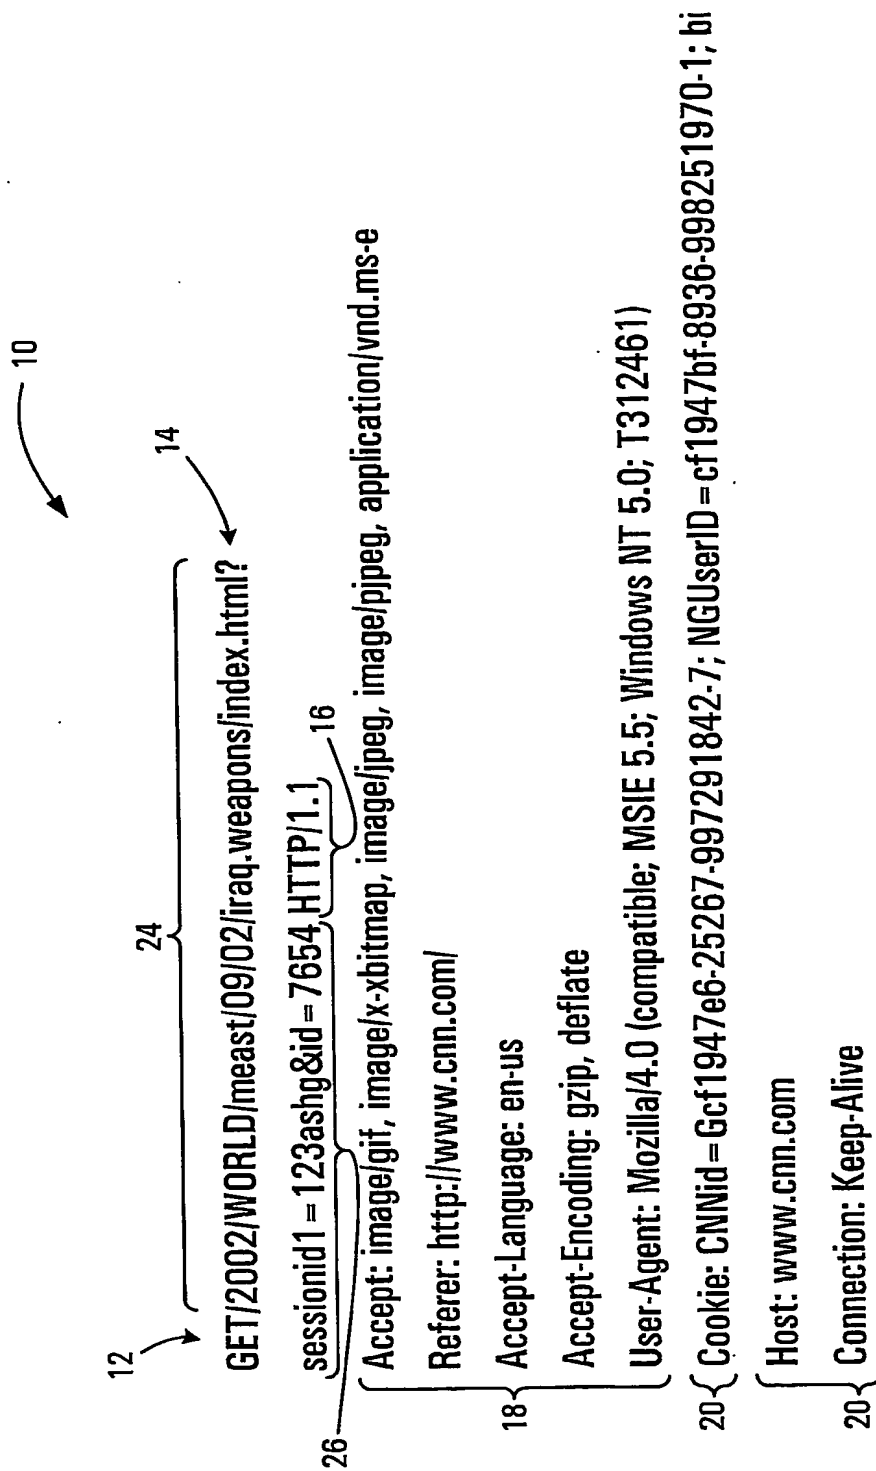 10
24
12
14
GET/2002/WORLD/meast/09/02/iraq.weapons/index.html?
sessionid1=123ashg&id=7654,HTTP/1.1
26
16
Accept: image/gif, image/x-xbitmap, image/jpeg, image/pjpeg, application/vnd.ms-e
Referer: http://www.cnn.com/
18
Accept-Language: en-us
Accept-Encoding: gzip, deflate
User-Agent: Mozilla/4.0 (compatible; MSIE 5.5; Windows NT 5.0; T312461)
20
Cookie: CNNid=Gcf1947e6-25267-997291842-7; NGUserID=cf1947bf-8936-998251970-1; bi
Host: www.cnn.com
20
Connection: Keep-Alive